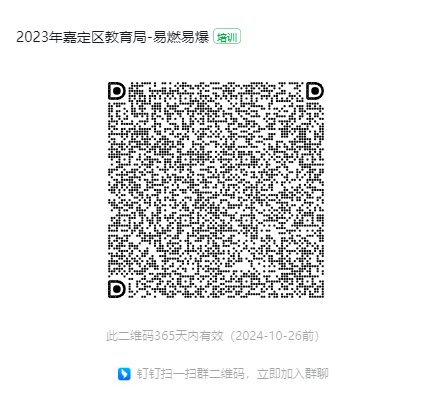 2023年嘉定区教育局-易燃易爆 培训
此二维码365天内有效（2024-10-26前）
钉钉扫一扫群二维码，立即加入群聊